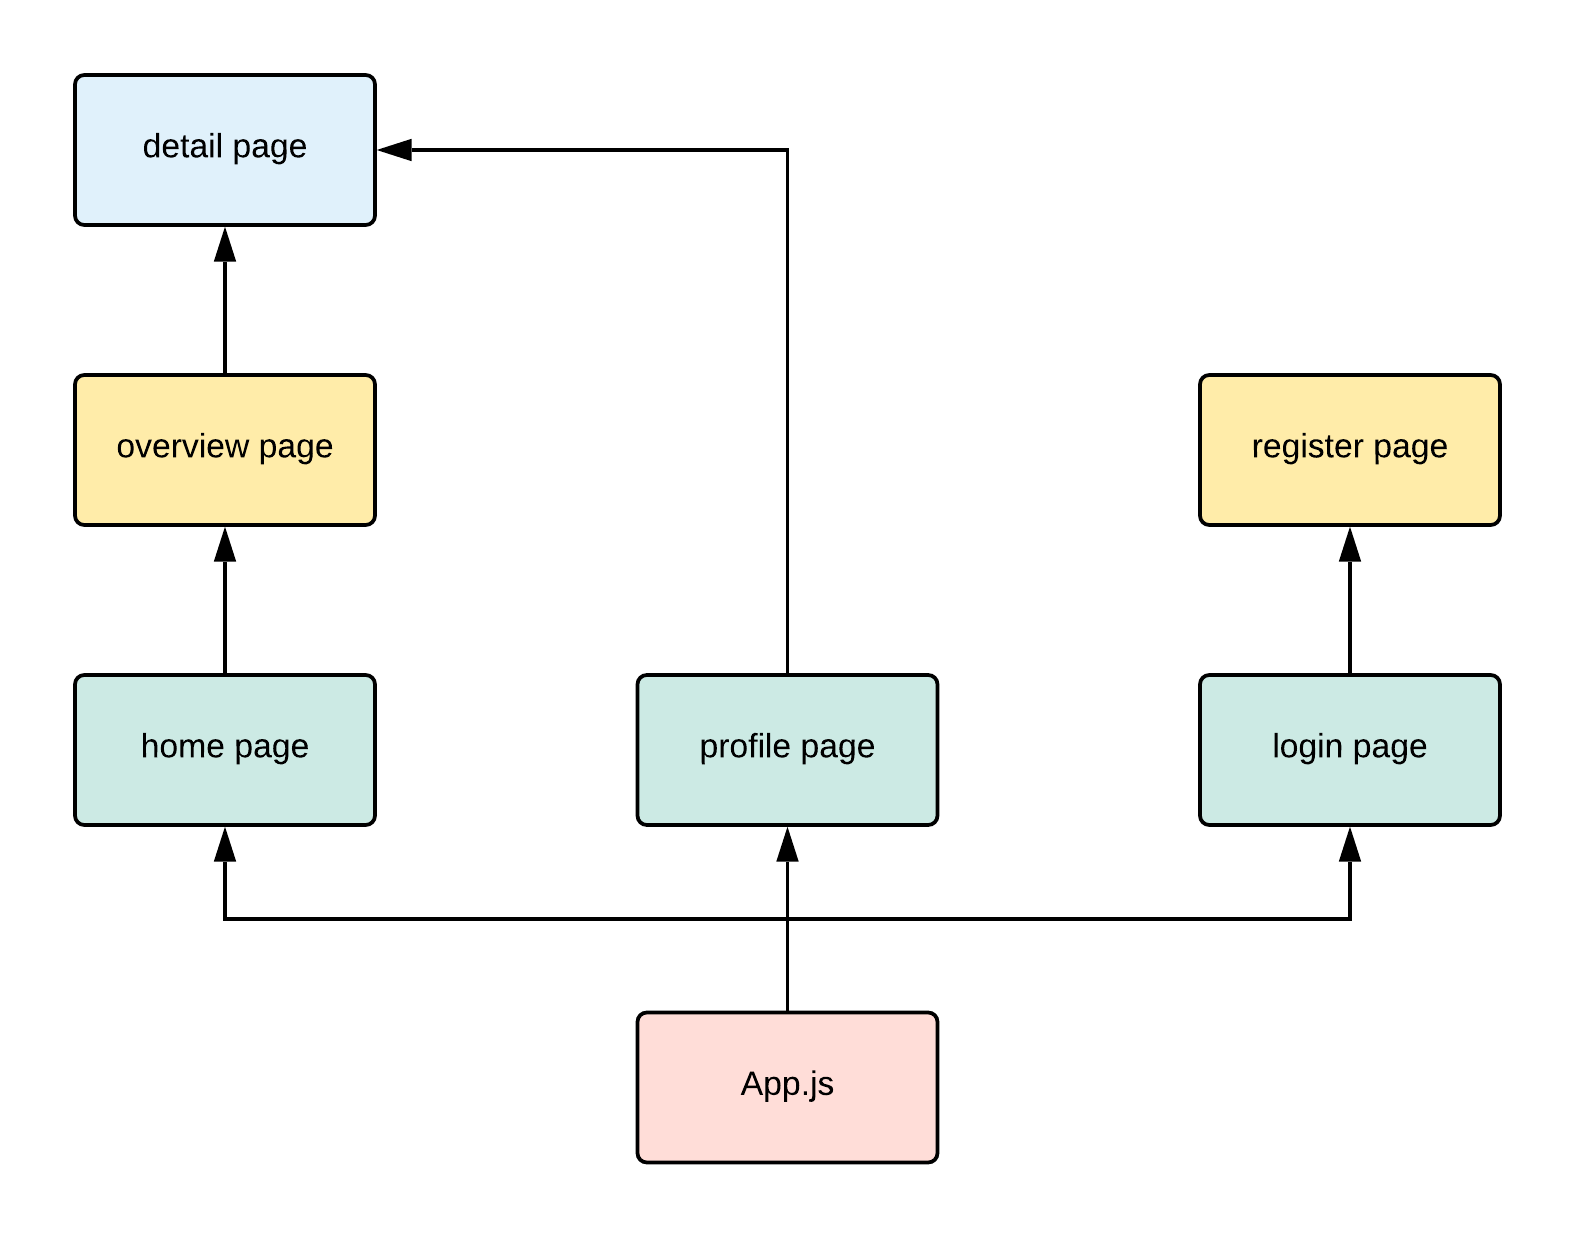 detail page
overview page
register page
home page
profile page
login page
App.js